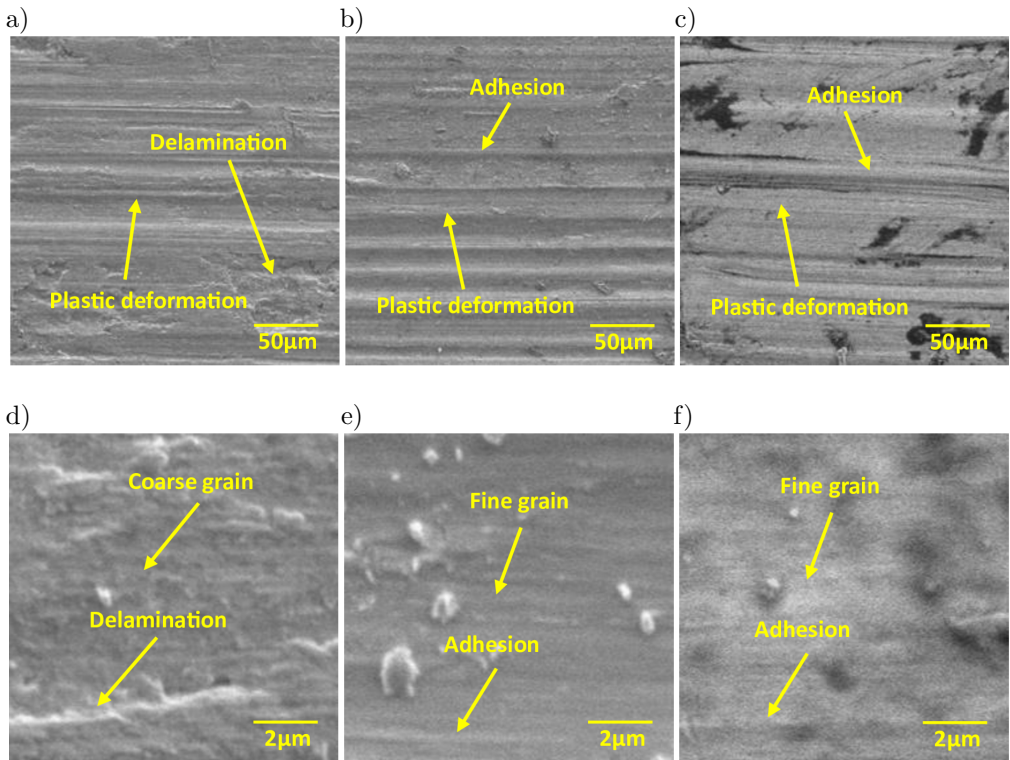 a)
b)
c)
Delamination
Plastic deformation
50μm
Adhesion
Plastic deformation
50μm
Adhesion
Plastic deformation
50μm
d)
e)
f)
Coarse grain
Delamination
2μm
Fine grain
Adhesion
2μm
Fine grain
Adhesion
2μm